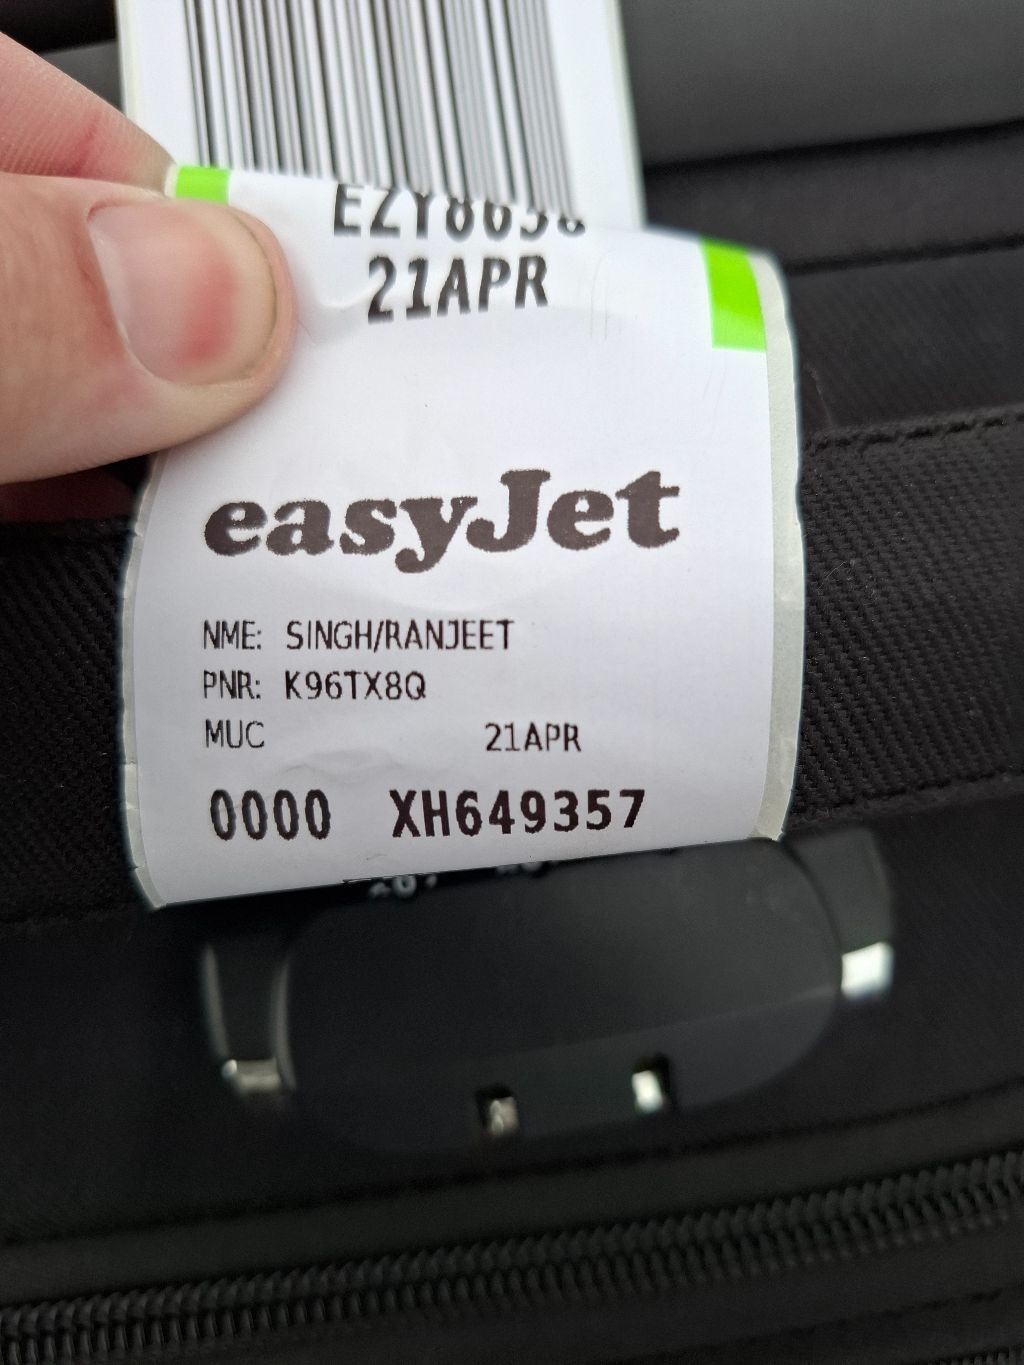 21APR
easyJet
NME: SINGH/RANJEET
PNR: K96TX8Q
MUC 21APR
0000 XH649357